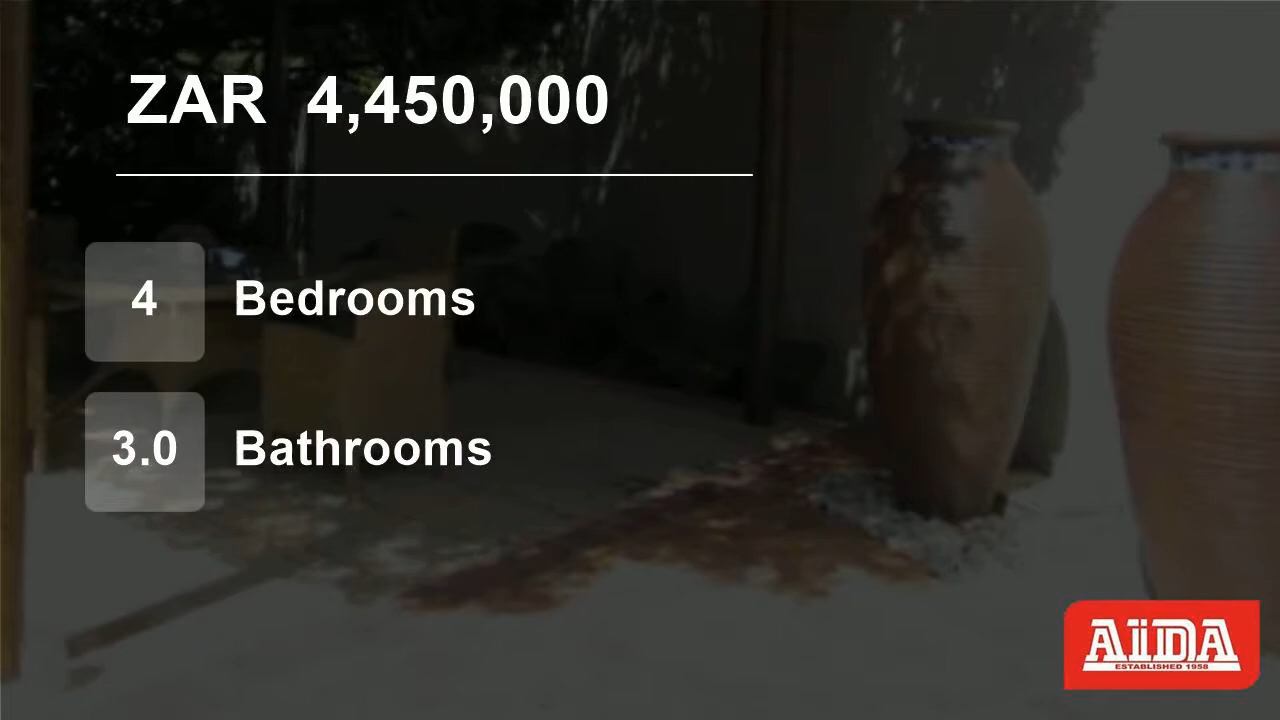 ZAR 4,450,000
4 Bedrooms
3.0 Bathrooms
AIDA
ESTABLISHED 1958